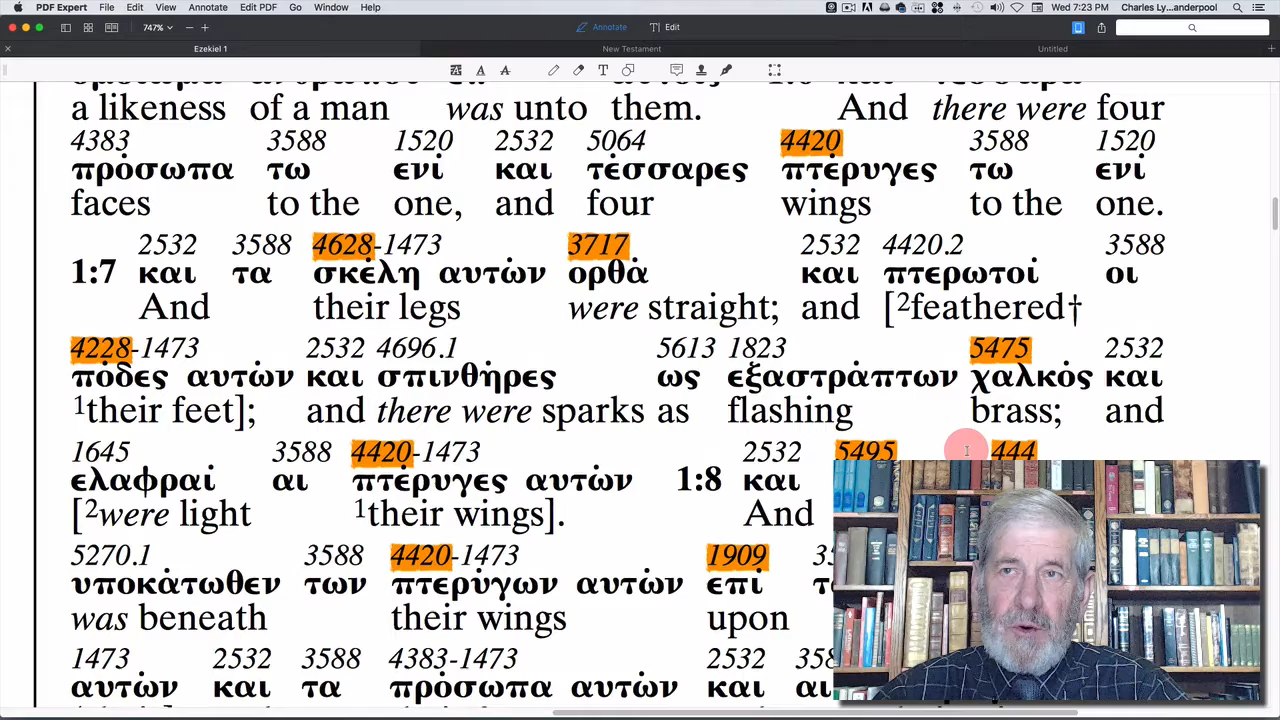 PDF Expert File Edit View Annotate Edit PDF Go Window Help Wed 7:23 PM Charles Ly...anderpool
747% Annotate Edit
Ezekiel 1 New Testament Untitled
a likeness of a man was unto them. And there were four
4383 3588 1520 2532 5064 4420 3588 1520
πρόσωπα τω ενί και τέσσαρες πτέρυγες τω ενί
faces to the one, and four wings to the one.
2532 3588 4628-1473 3717 2532 4420.2 3588
1:7 και τα σκέλη αυτών ορθά και πτερωτοί οι
And their legs were straight; and [2feathered†
4228-1473 2532 4696.1 5613 1823 5475 2532
πόδες αυτών και σπινθήρες ως εξαστράπτων χαλκός και
1their feet]; and there were sparks as flashing brass; and
1645 3588 4420-1473 2532 5495 444
ελαφραί αι πτέρυγες αυτών 1:8 και
[2were light 1their wings]. And
5270.1 3588 4420-1473 1909
υποκάτωθεν των πτερύγων αυτών επί
was beneath their wings upon
1473 2532 3588 4383-1473 2532
αυτών και τα πρόσωπα αυτών και αι